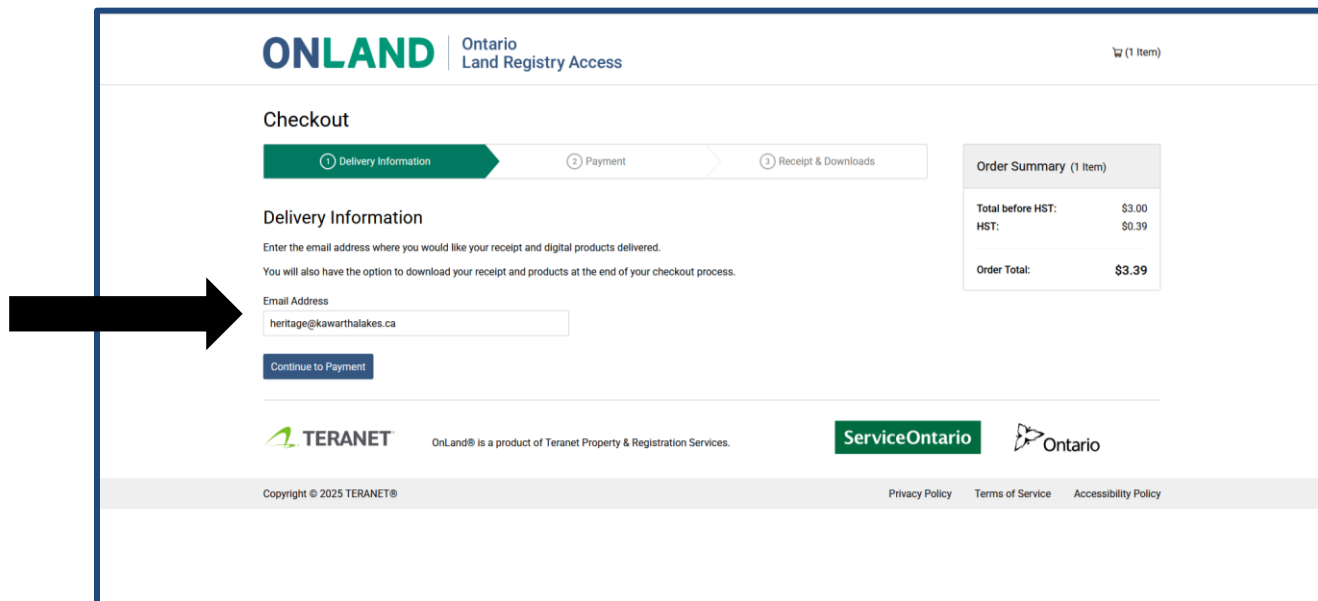 ONLAND
Ontario
Land Registry Access
(1 Item)
Checkout
1 Delivery Information
2 Payment
3 Receipt & Downloads
Delivery Information
Enter the email address where you would like your receipt and digital products delivered.
You will also have the option to download your receipt and products at the end of your checkout process.
Email Address
heritage@kawarthalakes.ca
Continue to Payment
Order Summary (1 Item)
Total before HST: $3.00
HST: $0.39
Order Total: $3.39
TERANET
OnLand® is a product of Teranet Property & Registration Services.
ServiceOntario
Ontario
Copyright © 2025 TERANET®
Privacy Policy Terms of Service Accessibility Policy